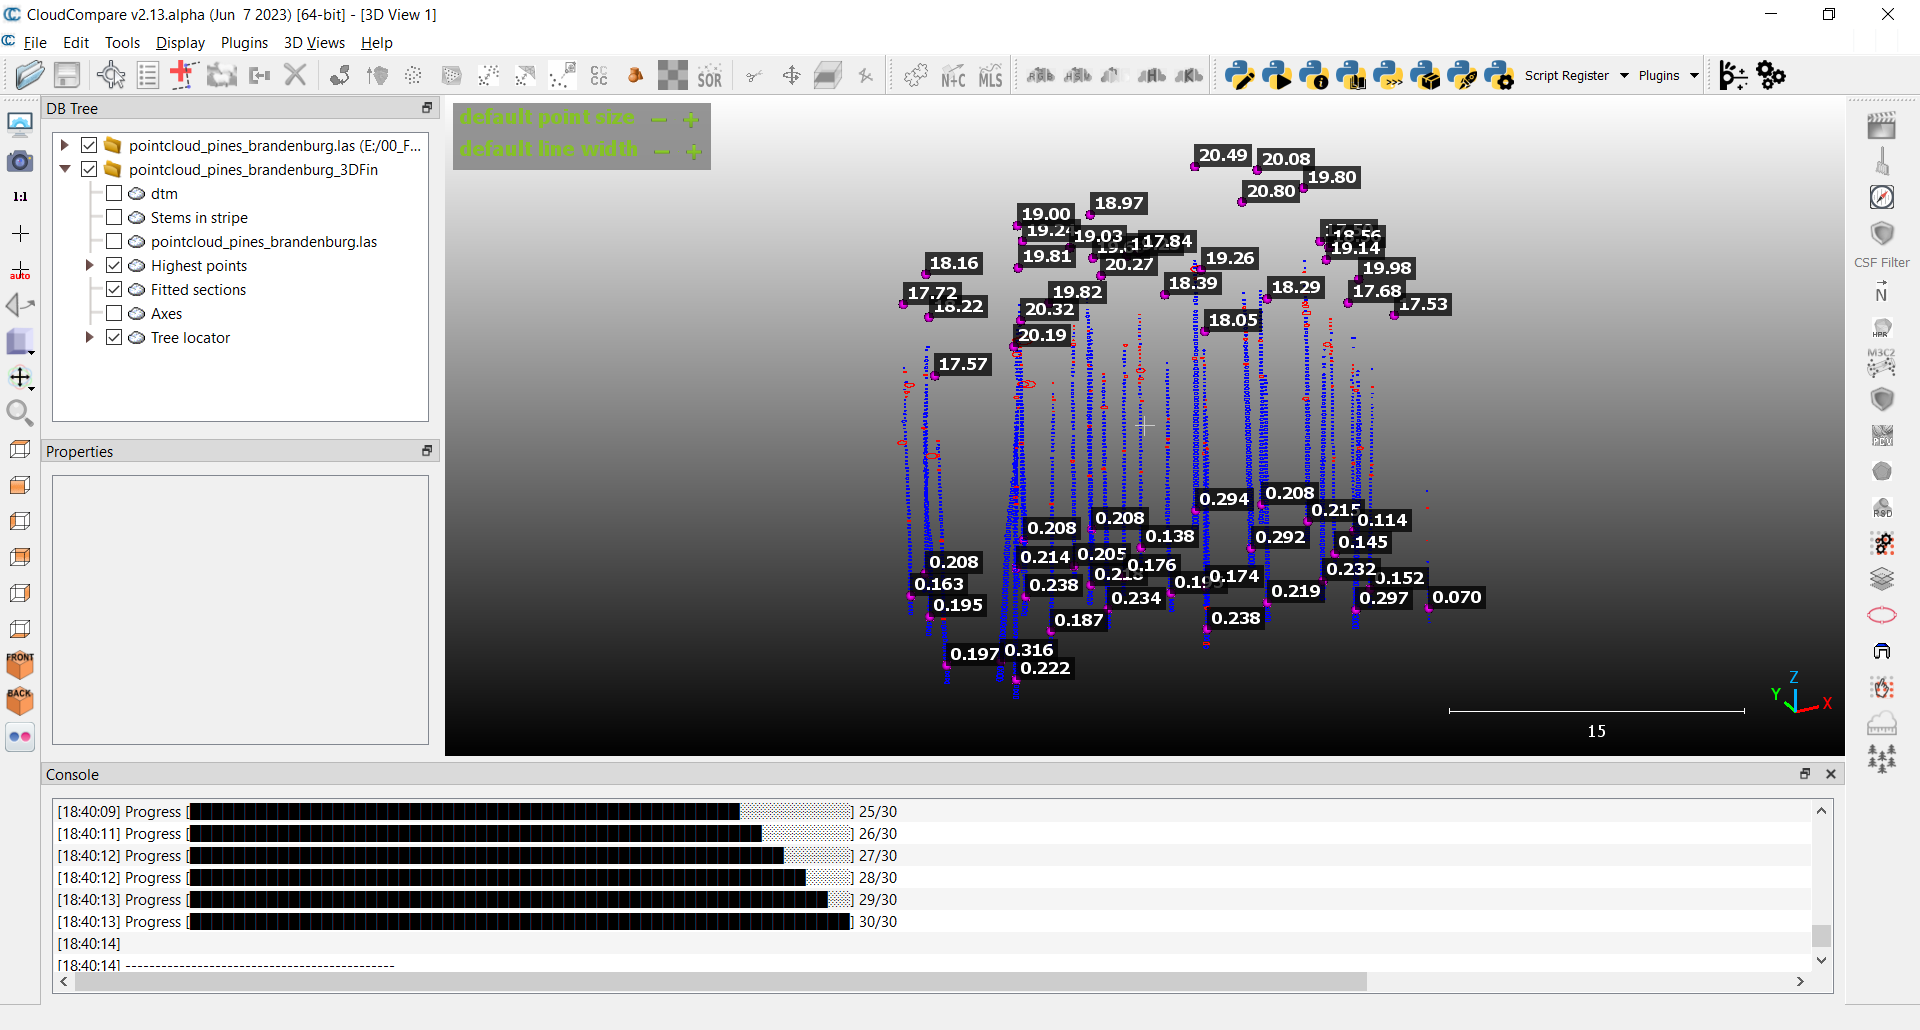 CloudCompare v2.13.alpha (Jun 7 2023) [64-bit] - [3D View 1]
File Edit Tools Display Plugins 3D Views Help
SOR N+C MLS Script Register Plugins
DB Tree
pointcloud_pines_brandenburg.las (E:/00_F...
pointcloud_pines_brandenburg_3DFin
dtm
Stems in stripe
pointcloud_pines_brandenburg.las
Highest points
Fitted sections
Axes
Tree locator
Properties
1:1
auto
FRONT
BACK
default point size
default line width
20.49
20.08
19.80
20.80
18.97
19.00
19.03
17.84
18.56
19.14
19.81
20.27
19.26
18.16
19.98
18.39
18.29
17.72
18.22
19.82
17.68
17.53
20.32
18.05
20.19
17.57
0.294
0.208
0.215
0.114
0.208
0.208
0.138
0.292
0.145
0.214
0.205
0.208
0.176
0.174
0.232
0.152
0.163
0.238
0.219
0.195
0.234
0.297
0.070
0.187
0.238
0.197
0.316
0.222
Z
Y
X
15
CSF Filter
N
HPR
M3C2
PCV
RSD
Console
[18:40:09] Progress [ ] 25/30
[18:40:11] Progress [ ] 26/30
[18:40:12] Progress [ ] 27/30
[18:40:12] Progress [ ] 28/30
[18:40:13] Progress [ ] 29/30
[18:40:13] Progress [ ] 30/30
[18:40:14]
[18:40:14] ---------------------------------------------